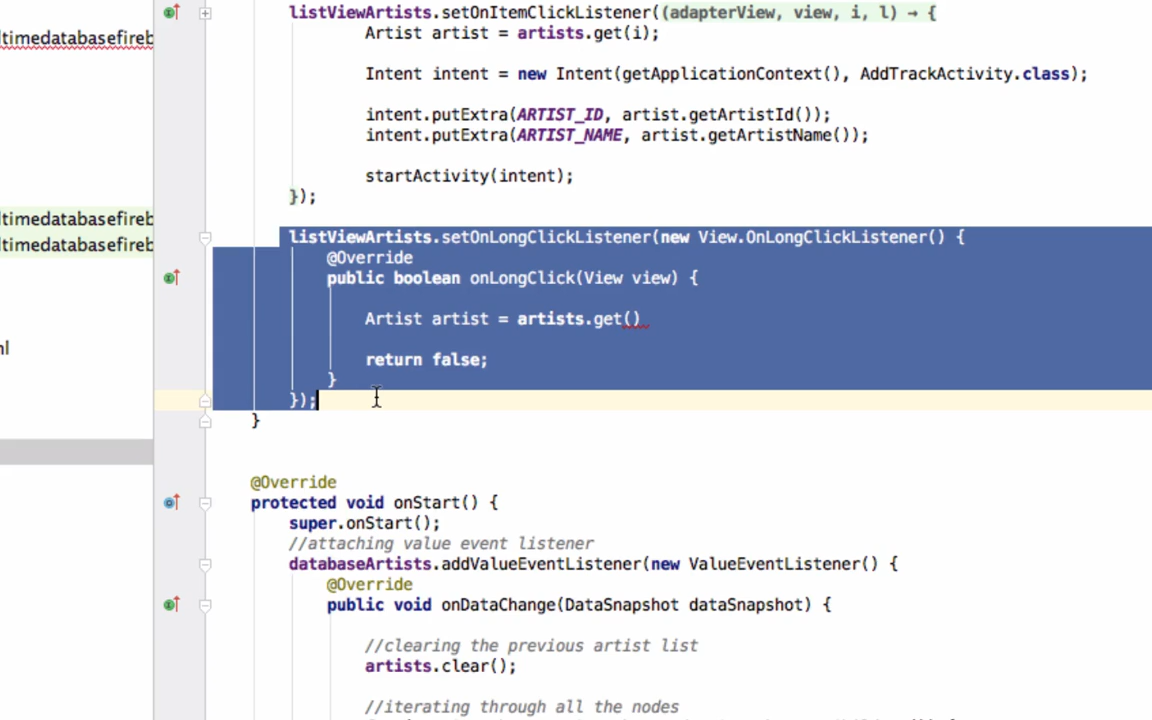 listViewArtists.setOnItemClickListener((adapterView, view, i, l) → {
ltimedatabasefireb
Artist artist = artists.get(i);
Intent intent = new Intent(getApplicationContext(), AddTrackActivity.class);
intent.putExtra(ARTIST_ID, artist.getArtistId());
intent.putExtra(ARTIST_NAME, artist.getArtistName());
startActivity(intent);
});
ltimedatabasefireb
ltimedatabasefireb
listViewArtists.setOnLongClickListener(new View.OnLongClickListener() {
@Override
public boolean onLongClick(View view) {
Artist artist = artists.get()
nl
return false;
}
});
}
@Override
protected void onStart() {
super.onStart();
//attaching value event listener
databaseArtists.addValueEventListener(new ValueEventListener() {
@Override
public void onDataChange(DataSnapshot dataSnapshot) {
//clearing the previous artist list
artists.clear();
//iterating through all the nodes